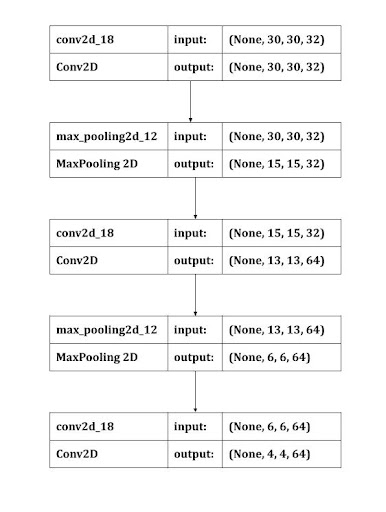 conv2d_18 input: (None, 30, 30, 32)
Conv2D output: (None, 30, 30, 32)
max_pooling2d_12 input: (None, 30, 30, 32)
MaxPooling 2D output: (None, 15, 15, 32)
conv2d_18 input: (None, 15, 15, 32)
Conv2D output: (None, 13, 13, 64)
max_pooling2d_12 input: (None, 13, 13, 64)
MaxPooling 2D output: (None, 6, 6, 64)
conv2d_18 input: (None, 6, 6, 64)
Conv2D output: (None, 4, 4, 64)